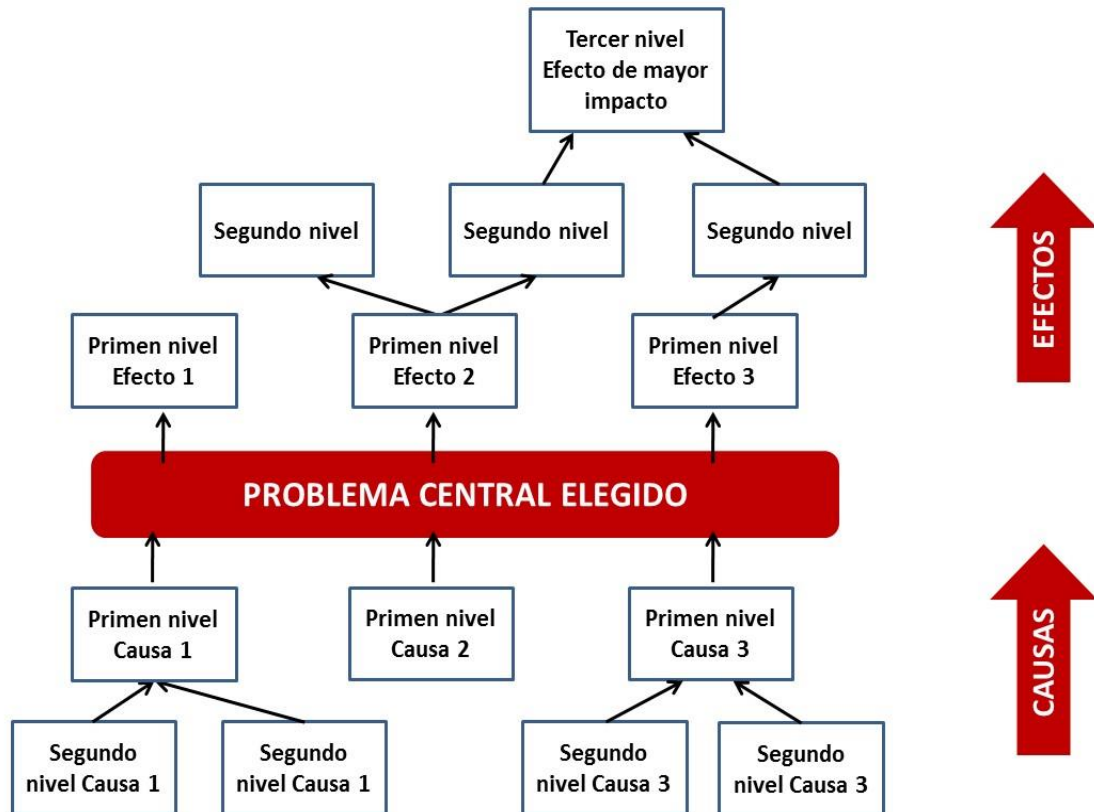 Tercer nivel
Efecto de mayor
impacto
Segundo nivel
Segundo nivel
Segundo nivel
EFECTOS
Primen nivel
Efecto 1
Primen nivel
Efecto 2
Primen nivel
Efecto 3
PROBLEMA CENTRAL ELEGIDO
Primen nivel
Causa 1
Primen nivel
Causa 2
Primen nivel
Causa 3
CAUSAS
Segundo
nivel Causa 1
Segundo
nivel Causa 1
Segundo
nivel Causa 3
Segundo
nivel Causa 3